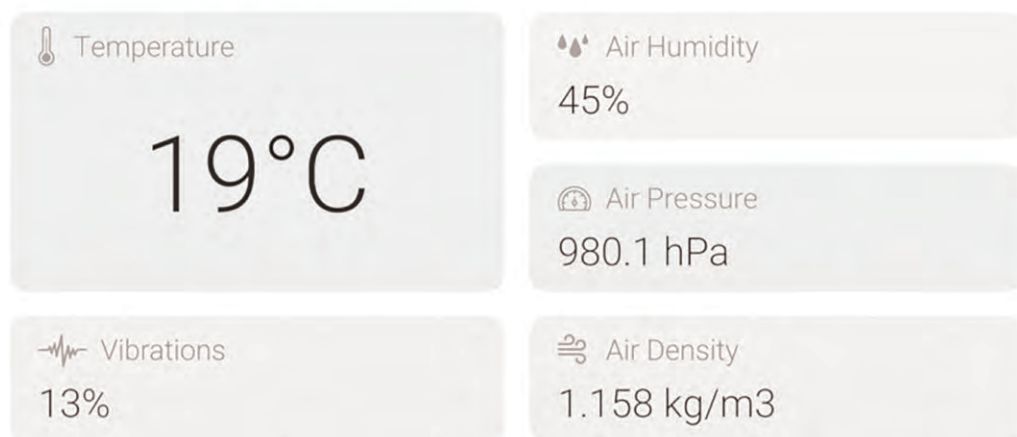 Temperature
19°C
Air Humidity
45%
Air Pressure
980.1 hPa
Vibrations
13%
Air Density
1.158 kg/m3